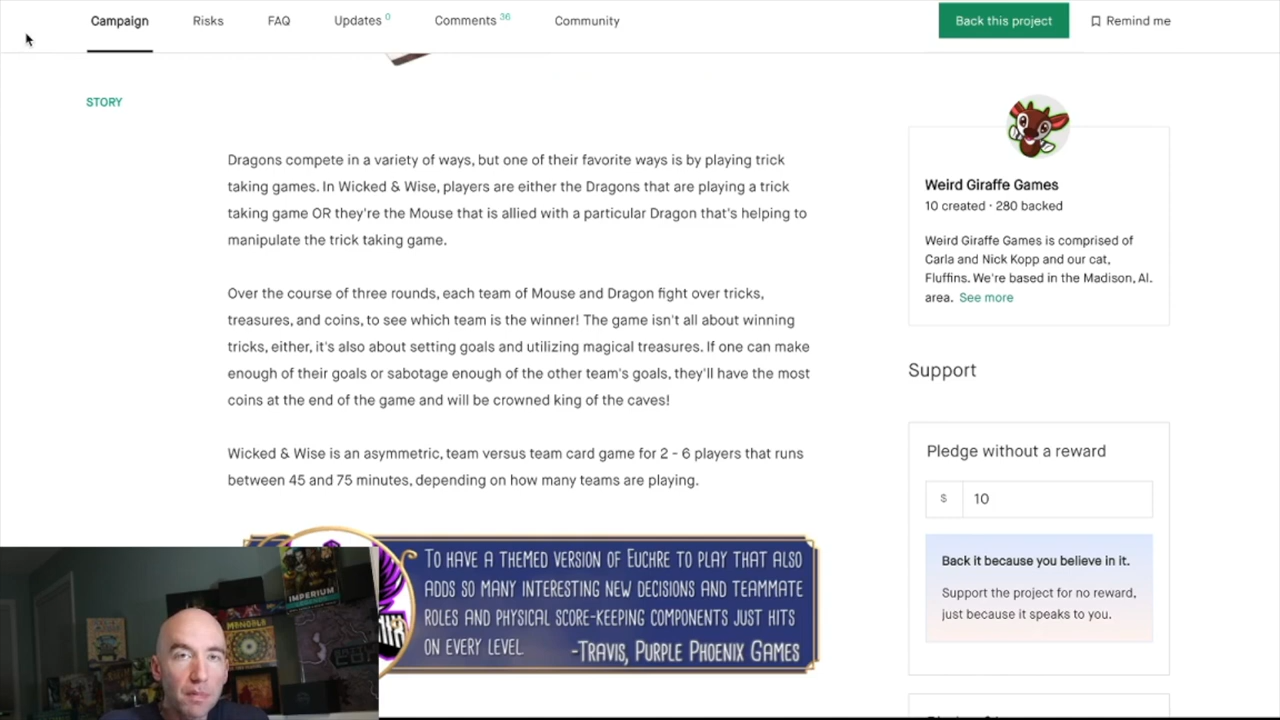 Campaign Risks FAQ Updates 0 Comments 36 Community Back this project Remind me
STORY
Dragons compete in a variety of ways, but one of their favorite ways is by playing trick
taking games. In Wicked & Wise, players are either the Dragons that are playing a trick
taking game OR they're the Mouse that is allied with a particular Dragon that's helping to
manipulate the trick taking game.
Over the course of three rounds, each team of Mouse and Dragon fight over tricks,
treasures, and coins, to see which team is the winner! The game isn't all about winning
tricks, either, it's also about setting goals and utilizing magical treasures. If one can make
enough of their goals or sabotage enough of the other team's goals, they'll have the most
coins at the end of the game and will be crowned king of the caves!
Wicked & Wise is an asymmetric, team versus team card game for 2 - 6 players that runs
between 45 and 75 minutes, depending on how many teams are playing.
TO HAVE A THEMED VERSION OF EUCHRE TO PLAY THAT ALSO
ADDS SO MANY INTERESTING NEW DECISIONS AND TEAMMATE
ROLES AND PHYSICAL SCORE-KEEPING COMPONENTS JUST HITS
ON EVERY LEVEL
-TRAVIS, PURPLE PHOENIX GAMES
Weird Giraffe Games
10 created · 280 backed
Weird Giraffe Games is comprised of
Carla and Nick Kopp and our cat,
Fluffins. We're based in the Madison, Al.
area. See more
Support
Pledge without a reward
$ 10
Back it because you believe in it.
Support the project for no reward,
just because it speaks to you.
IMPERIUM